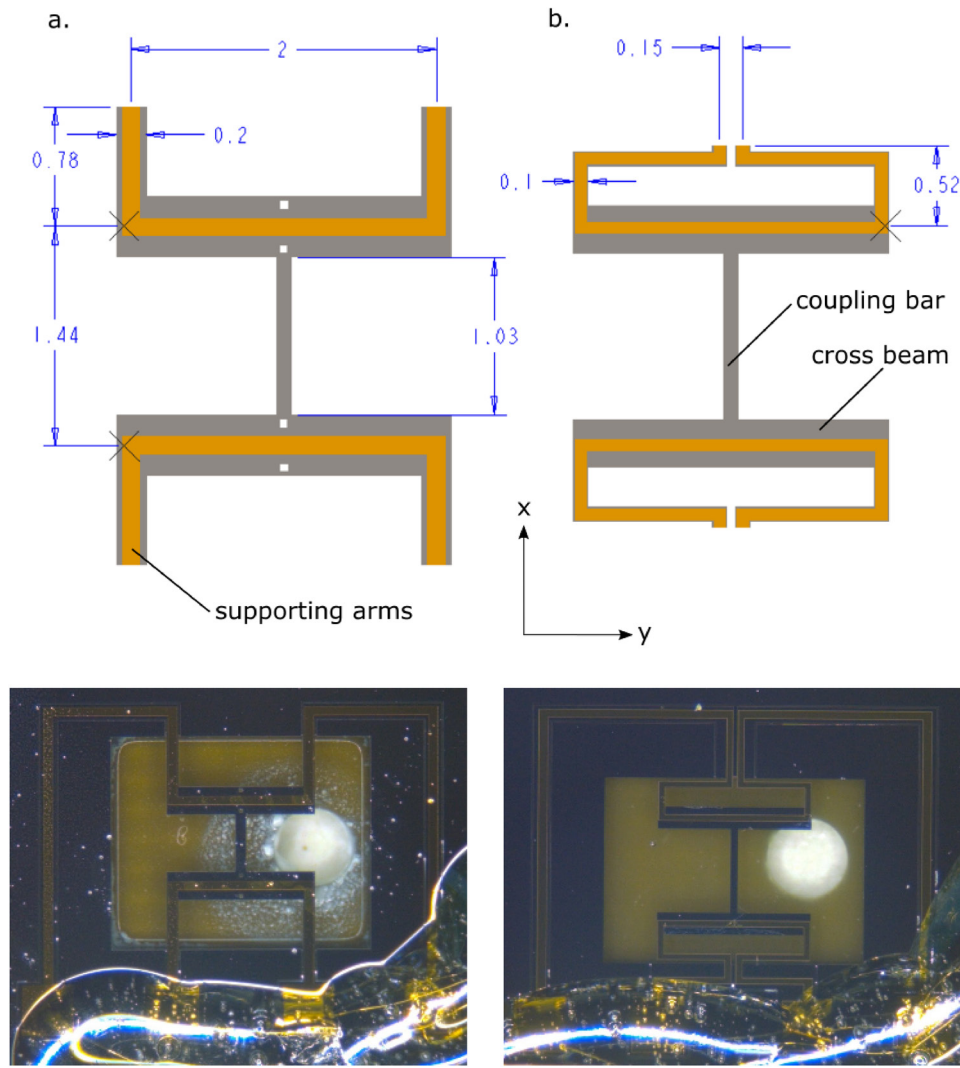 a.
b.
2
0.15
0.78
0.2
0.1
0.52
1.44
1.03
coupling bar
cross beam
x
y
supporting arms